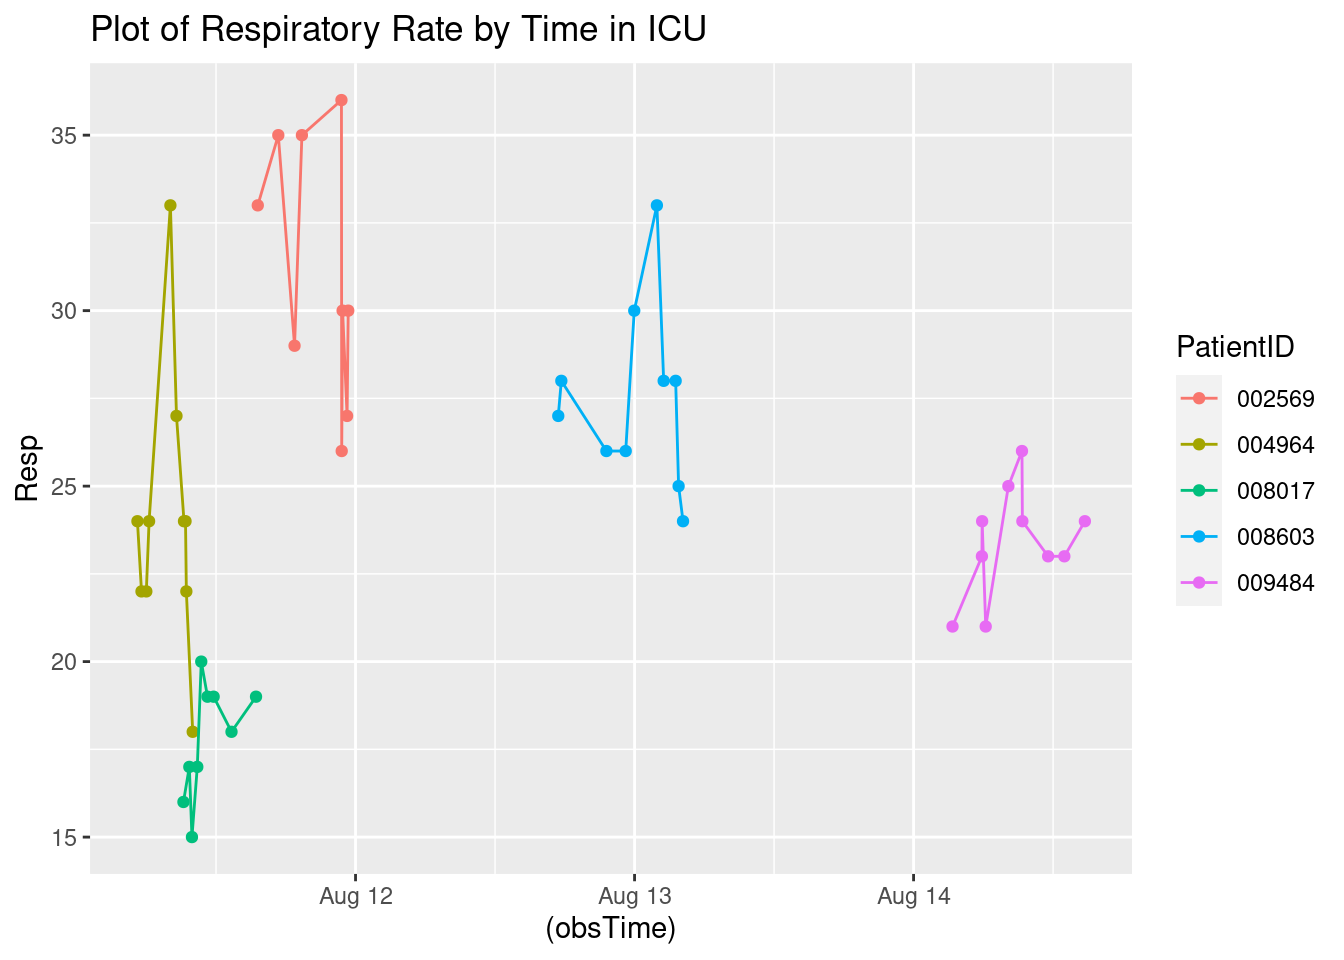 Plot of Respiratory Rate by Time in ICU
35
30
25
20
15
Resp
Aug 12
Aug 13
Aug 14
(obsTime)
PatientID
002569
004964
008017
008603
009484